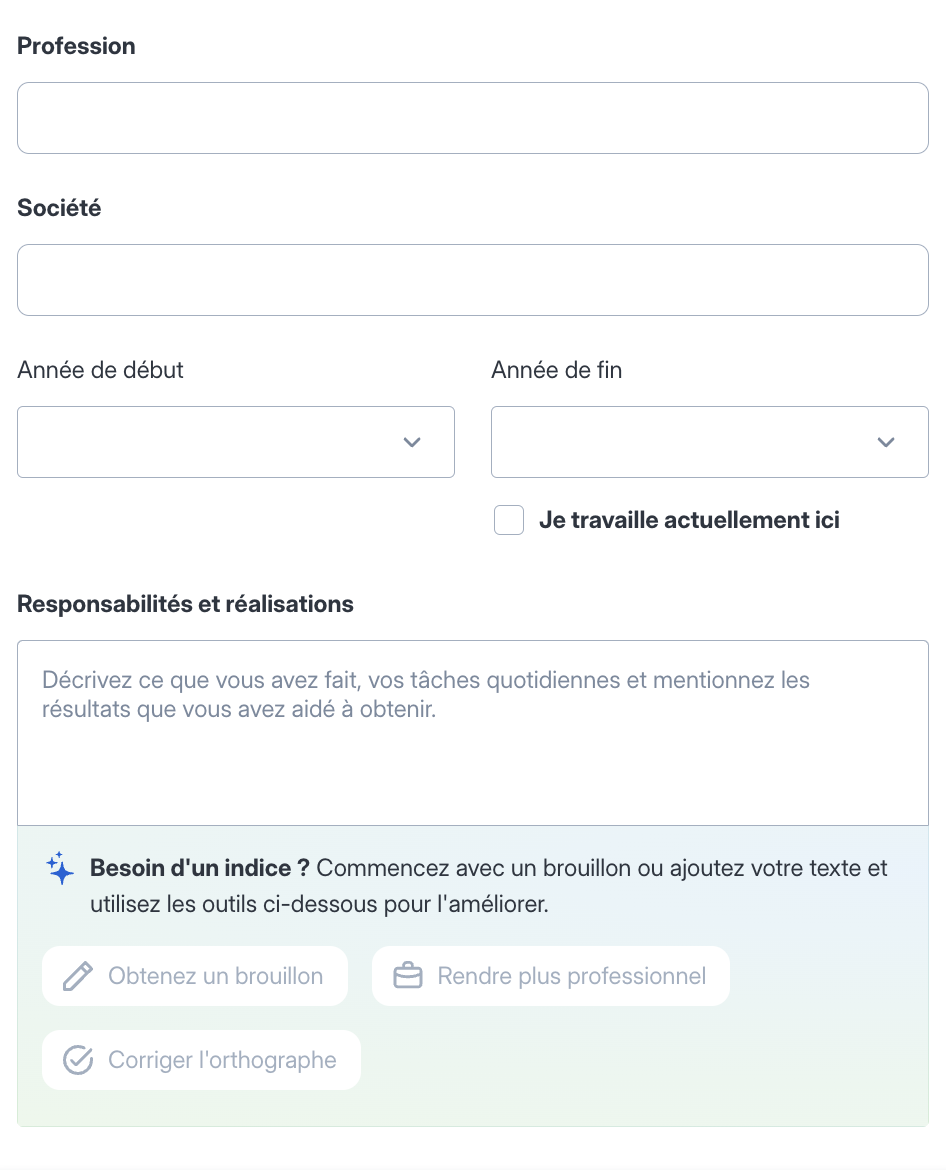 Profession
Société
Année de début
Année de fin
Je travaille actuellement ici
Responsabilités et réalisations
Décrivez ce que vous avez fait, vos tâches quotidiennes et mentionnez les
résultats que vous avez aidé à obtenir.
Besoin d'un indice ? Commencez avec un brouillon ou ajoutez votre texte et
utilisez les outils ci-dessous pour l'améliorer.
Obtenez un brouillon
Rendre plus professionnel
Corriger l'orthographe